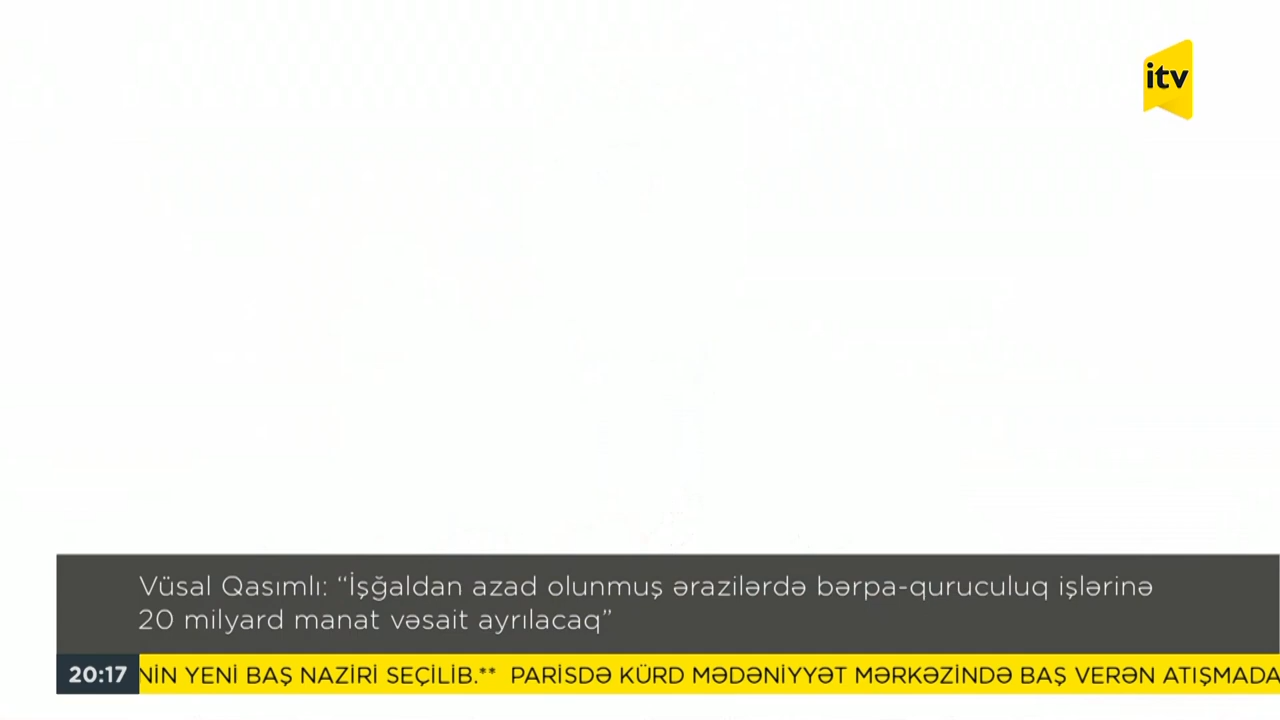 itv
Vüsal Qasımlı: “İşğaldan azad olunmuş ərazilərdə bərpa-quruculuq işlərinə
20 milyard manat vəsait ayrılacaq”
20:17 NİN YENİ BAŞ NAZİRİ SEÇİLİB.** PARİSDƏ KÜRD MƏDƏNİYYƏT MƏRKƏZİNDƏ BAŞ VERƏN ATIŞMADA